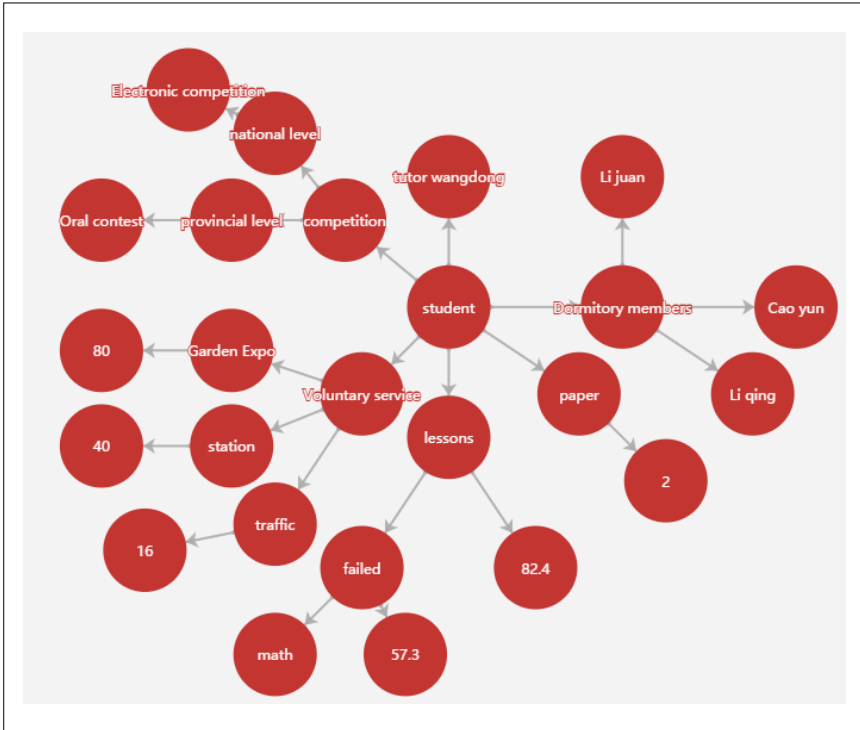 Electronic competition
national level
tutor wangdong
Li juan
Oral contest
provincial level
competition
student
Dormitory members
Cao yun
80
Garden Expo
Voluntary service
paper
Li qing
40
station
lessons
2
traffic
16
failed
82.4
math
57.3